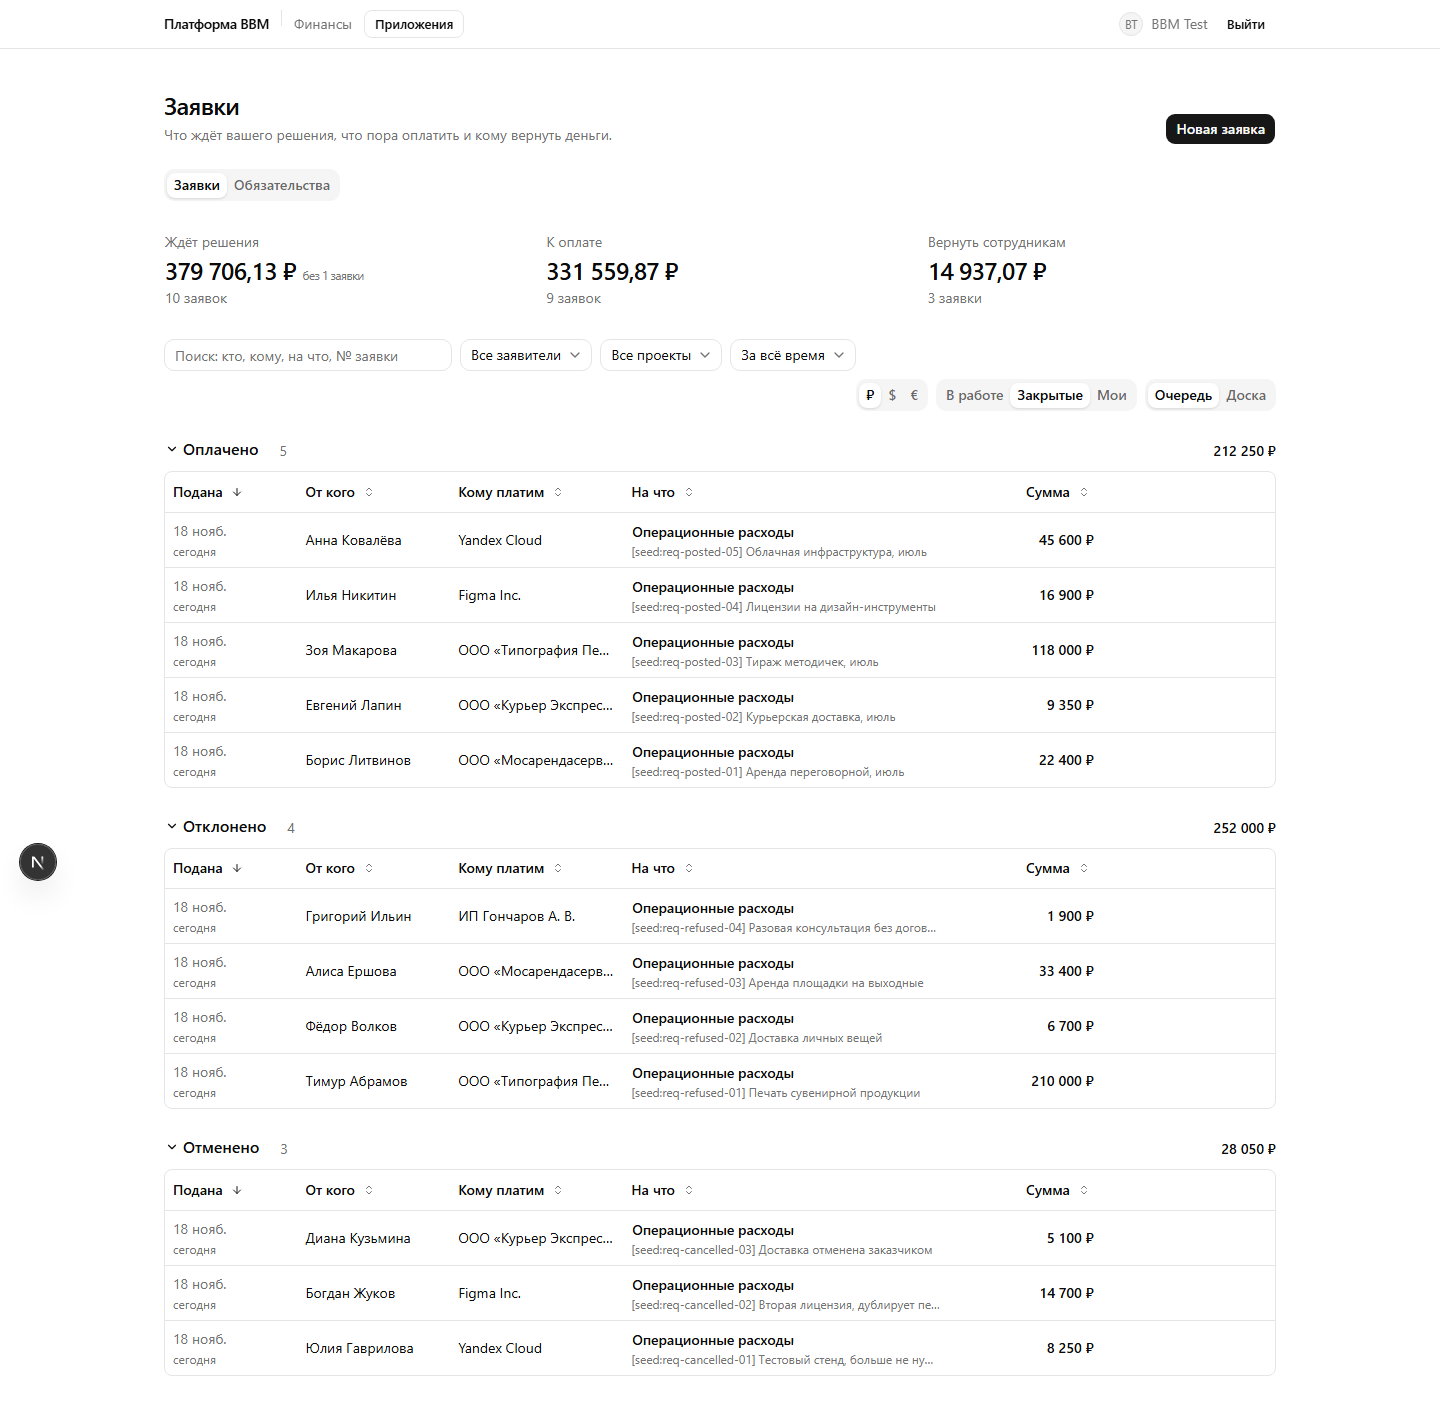 Платформа BBM Финансы Приложения BT BBM Test Выйти
Заявки
Что ждёт вашего решения, что пора оплатить и кому вернуть деньги.
Новая заявка
Заявки Обязательства
Ждёт решения К оплате Вернуть сотрудникам
379 706,13 ₽ без 1 заявки 331 559,87 ₽ 14 937,07 ₽
10 заявок 9 заявок 3 заявки
Поиск: кто, кому, на что, № заявки Все заявители Все проекты За всё время
₽ $ € В работе Закрытые Мои Очередь Доска
Оплачено 5 212 250 ₽
Подана От кого Кому платим На что Сумма
18 нояб. Анна Ковалёва Yandex Cloud Операционные расходы 45 600 ₽
сегодня [seed:req-posted-05] Облачная инфраструктура, июль
18 нояб. Илья Никитин Figma Inc. Операционные расходы 16 900 ₽
сегодня [seed:req-posted-04] Лицензии на дизайн-инструменты
18 нояб. Зоя Макарова ООО «Типография Пе... Операционные расходы 118 000 ₽
сегодня [seed:req-posted-03] Тираж методичек, июль
18 нояб. Евгений Лапин ООО «Курьер Экспрес... Операционные расходы 9 350 ₽
сегодня [seed:req-posted-02] Курьерская доставка, июль
18 нояб. Борис Литвинов ООО «Мосарендасерв... Операционные расходы 22 400 ₽
сегодня [seed:req-posted-01] Аренда переговорной, июль
Отклонено 4 252 000 ₽
Подана От кого Кому платим На что Сумма
18 нояб. Григорий Ильин ИП Гончаров А. В. Операционные расходы 1 900 ₽
сегодня [seed:req-refused-04] Разовая консультация без догов...
18 нояб. Алиса Ершова ООО «Мосарендасерв... Операционные расходы 33 400 ₽
сегодня [seed:req-refused-03] Аренда площадки на выходные
18 нояб. Фёдор Волков ООО «Курьер Экспрес... Операционные расходы 6 700 ₽
сегодня [seed:req-refused-02] Доставка личных вещей
18 нояб. Тимур Абрамов ООО «Типография Пе... Операционные расходы 210 000 ₽
сегодня [seed:req-refused-01] Печать сувенирной продукции
Отменено 3 28 050 ₽
Подана От кого Кому платим На что Сумма
18 нояб. Диана Кузьмина ООО «Курьер Экспрес... Операционные расходы 5 100 ₽
сегодня [seed:req-cancelled-03] Доставка отменена заказчиком
18 нояб. Богдан Жуков Figma Inc. Операционные расходы 14 700 ₽
сегодня [seed:req-cancelled-02] Вторая лицензия, дублирует пе...
18 нояб. Юлия Гаврилова Yandex Cloud Операционные расходы 8 250 ₽
сегодня [seed:req-cancelled-01] Тестовый стенд, больше не ну...
N